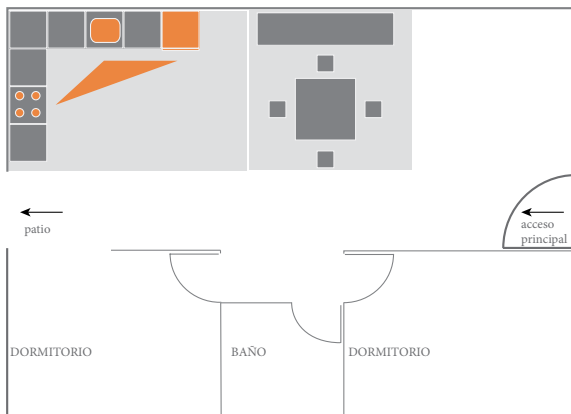 patio
acceso
principal
DORMITORIO
BAÑO
DORMITORIO